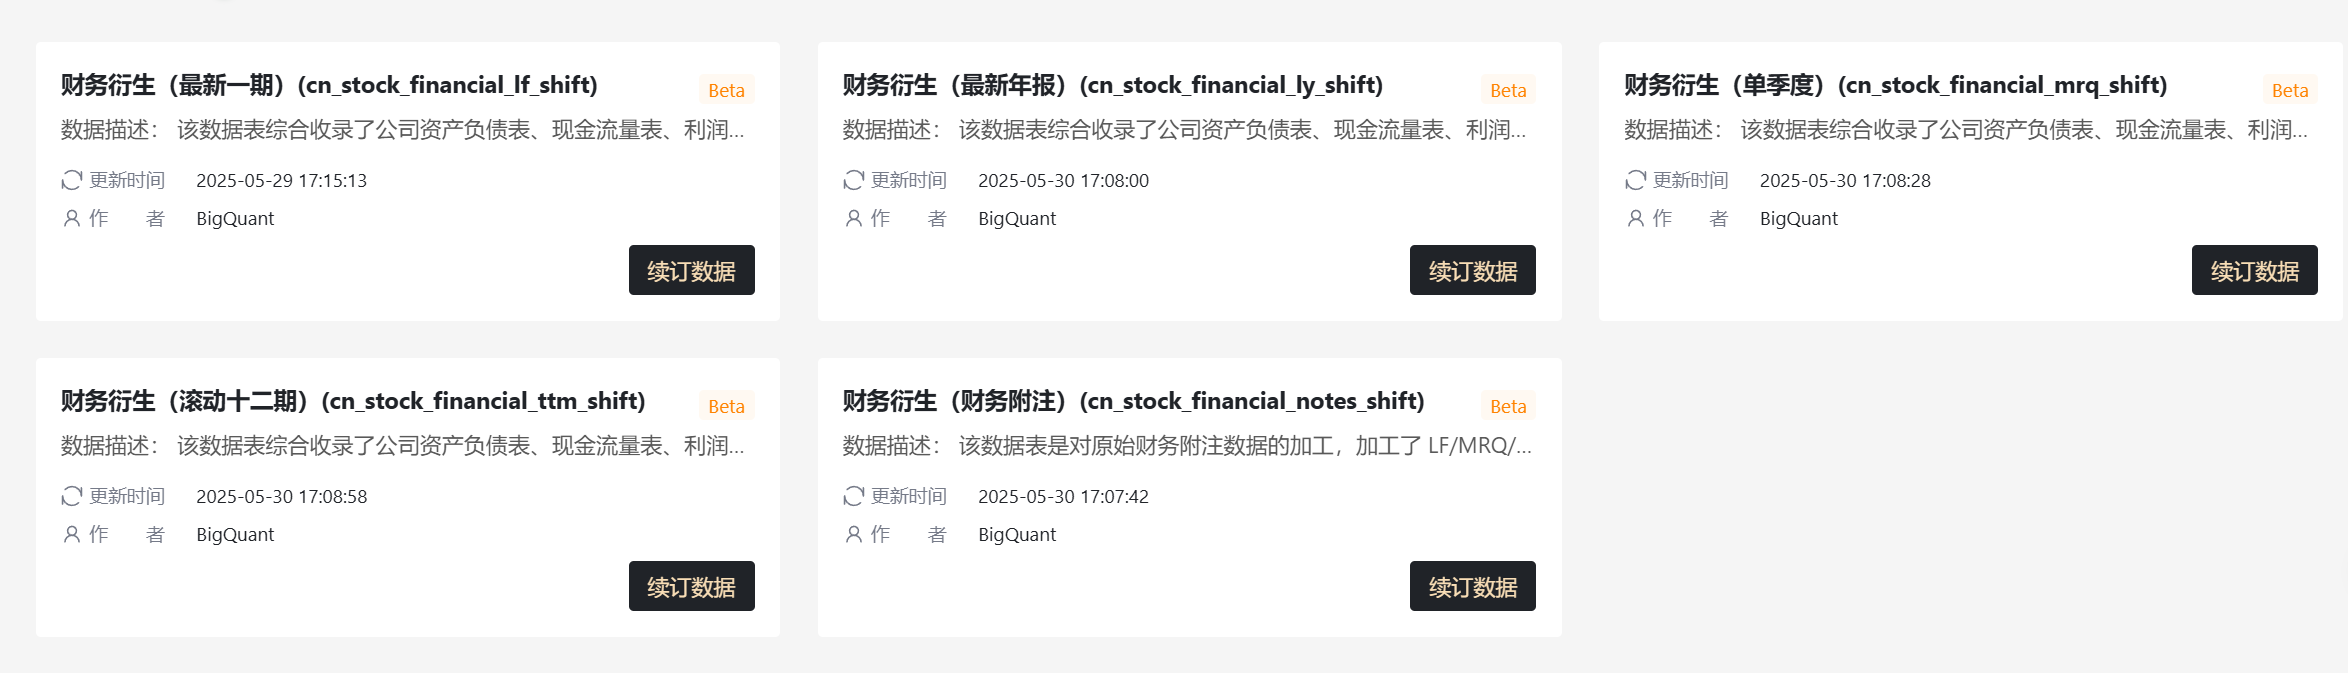 财务衍生（最新一期）(cn_stock_financial_lf_shift)
Beta
数据描述： 该数据表综合收录了公司资产负债表、现金流量表、利润...
更新时间 2025-05-29 17:15:13
作 者 BigQuant
续订数据
财务衍生（最新年报）(cn_stock_financial_ly_shift)
Beta
数据描述： 该数据表综合收录了公司资产负债表、现金流量表、利润...
更新时间 2025-05-30 17:08:00
作 者 BigQuant
续订数据
财务衍生（单季度）(cn_stock_financial_mrq_shift)
Beta
数据描述： 该数据表综合收录了公司资产负债表、现金流量表、利润...
更新时间 2025-05-30 17:08:28
作 者 BigQuant
续订数据
财务衍生（滚动十二期）(cn_stock_financial_ttm_shift)
Beta
数据描述： 该数据表综合收录了公司资产负债表、现金流量表、利润...
更新时间 2025-05-30 17:08:58
作 者 BigQuant
续订数据
财务衍生（财务附注）(cn_stock_financial_notes_shift)
Beta
数据描述： 该数据表是对原始财务附注数据的加工，加工了 LF/MRQ/...
更新时间 2025-05-30 17:07:42
作 者 BigQuant
续订数据